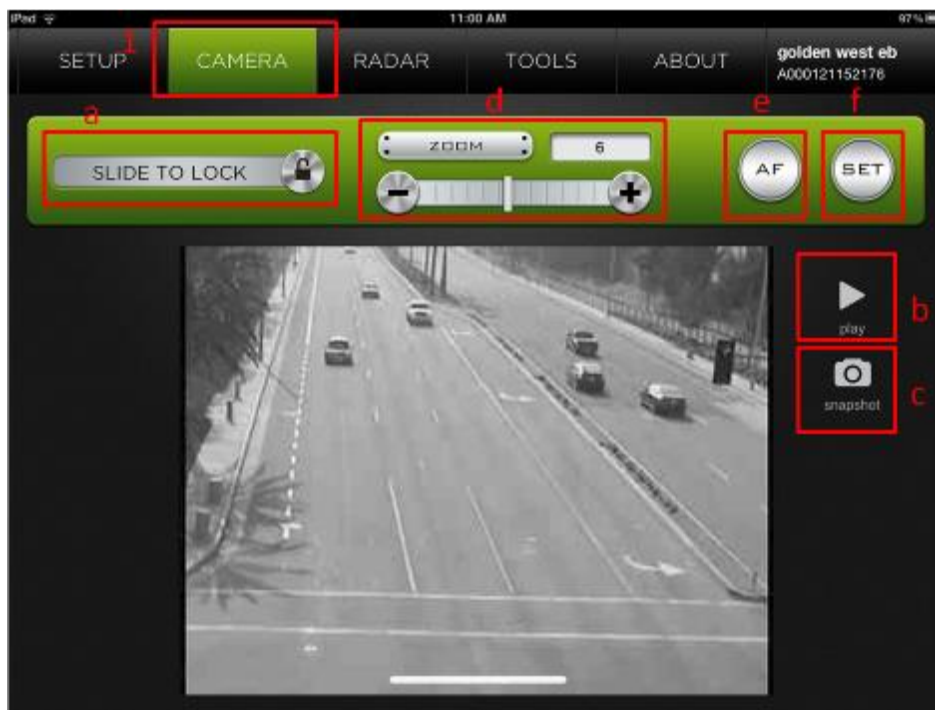 iPad 11:00 AM 97%
1
SETUP CAMERA RADAR TOOLS ABOUT golden west eb
A000121152176
a d e f
SLIDE TO LOCK ZOOM 6 AF SET
b
play
c
snapshot